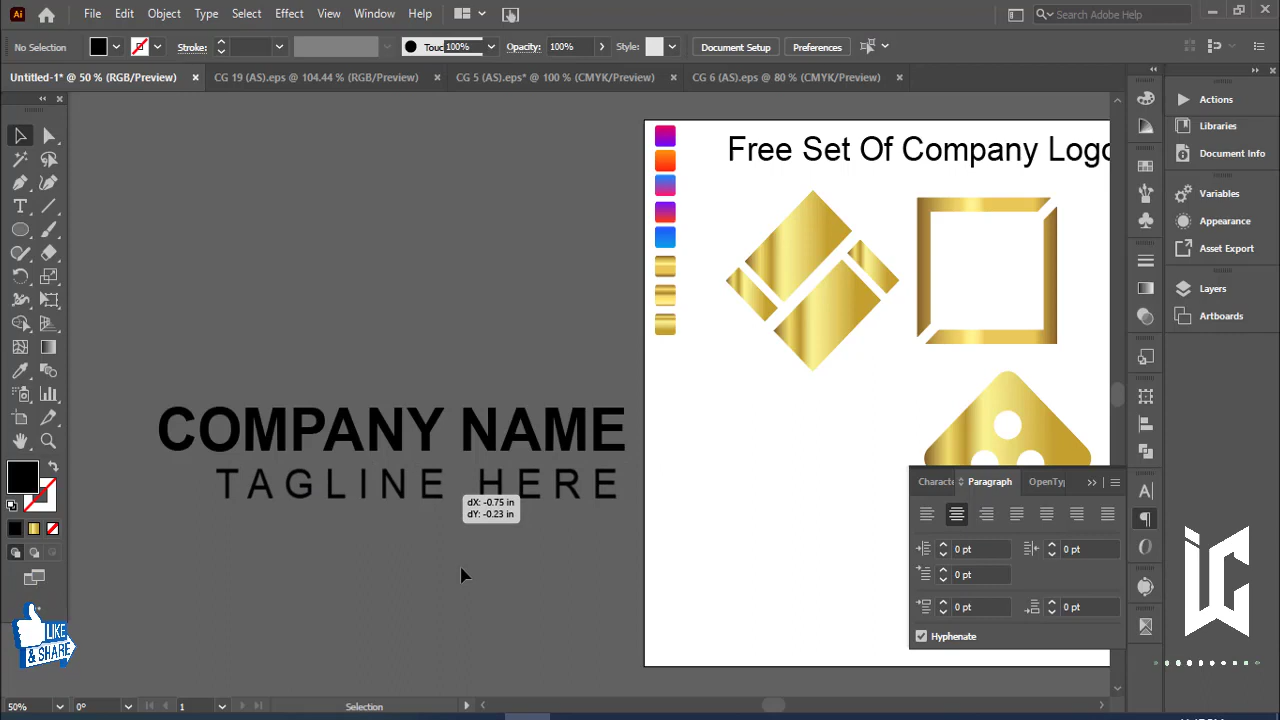 Ai File Edit Object Type Select Effect View Window Help Search Adobe Help
No Selection Stroke: Touc 100% Opacity: 100% Style: Document Setup Preferences
Untitled-1* @ 50 % (RGB/Preview) × CG 19 (AS).eps @ 104.44 % (RGB/Preview) × CG 5 (AS).eps* @ 100 % (CMYK/Preview) × CG 6 (AS).eps @ 80 % (CMYK/Preview) ×
Actions
Libraries
Document Info
Variables
Appearance
Asset Export
Layers
Artboards
Free Set Of Company Logo
COMPANY NAME
TAGLINE HERE
dX: -0.75 in
dY: -0.23 in
Characte Paragraph OpenTyp
0 pt 0 pt
0 pt
0 pt 0 pt
Hyphenate
LIKE
& SHARE
50% 0° 1 Selection